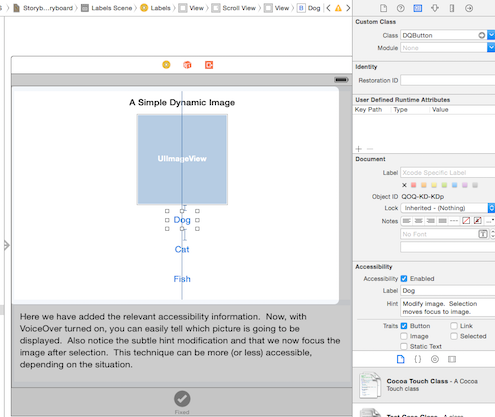 Storyb...ryboard
Labels Scene
Labels
View
Scroll View
View
B Dog
Custom Class
Class DQButton
Module None
Identity
Restoration ID
User Defined Runtime Attributes
Key Path Type Value
Document
Label Xcode Specific Label
Object ID QOQ-KD-KDp
Lock Inherited - (Nothing)
Notes
No Font
Accessibility
Accessibility Enabled
Label Dog
Hint Modify image. Selection
moves focus to image.
Traits Button Link
Image Selected
Static Text
Cocoa Touch Class - A Cocoa
Touch Class
A Simple Dynamic Image
UIImageView
Dog
Cat
Fish
Here we have added the relevant accessibility information. Now, with
VoiceOver turned on, you can easily tell which picture is going to be
displayed. Also notice the subtle hint modification and that we now focus the
image after selection. This technique can be more (or less) accessible,
depending on the situation.
Fixed